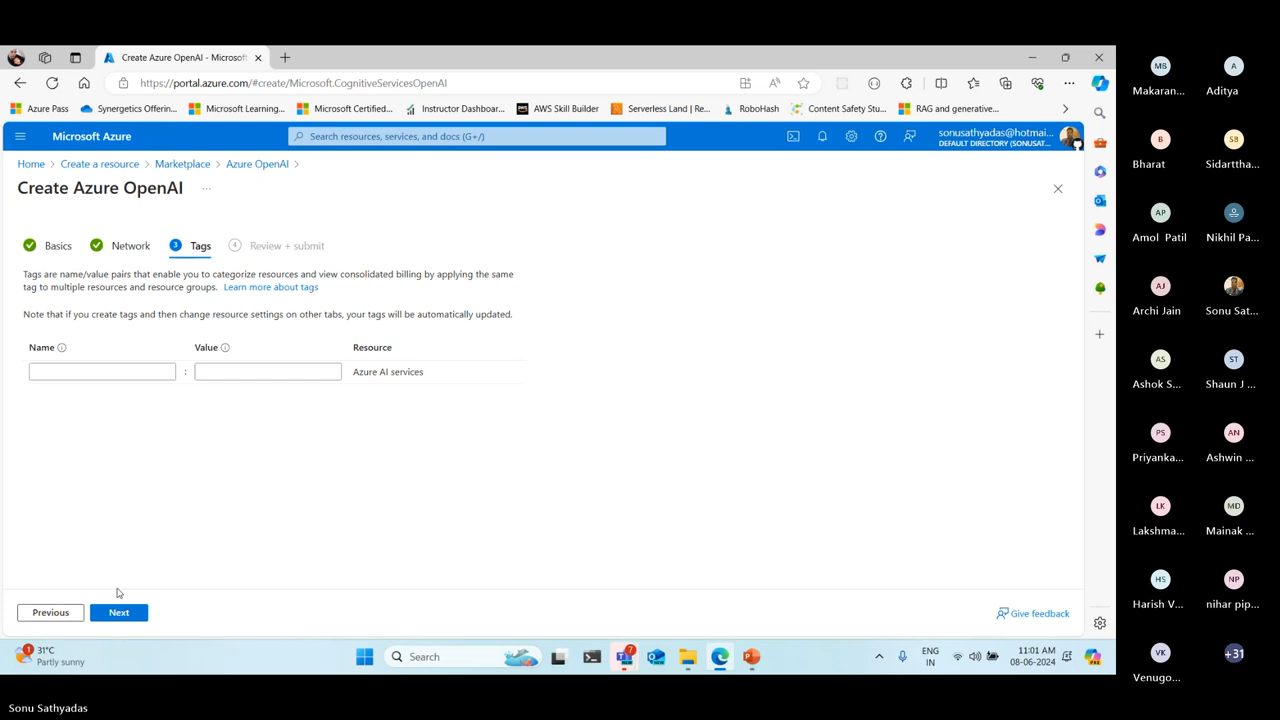 Create Azure OpenAI - Microsoft
https://portal.azure.com/#create/Microsoft.CognitiveServicesOpenAI
Azure Pass
Synergetics Offering...
Microsoft Learning...
Microsoft Certified...
Instructor Dashboar...
AWS Skill Builder
Serverless Land | Re...
RoboHash
Content Safety Stu...
RAG and generative...
Microsoft Azure
Search resources, services, and docs (G+/)
sonusathyadas@hotmai...
DEFAULT DIRECTORY (SONUSAT...
Home > Create a resource > Marketplace > Azure OpenAI >
Create Azure OpenAI ...
Basics
Network
3 Tags
4 Review + submit
Tags are name/value pairs that enable you to categorize resources and view consolidated billing by applying the same
tag to multiple resources and resource groups. Learn more about tags
Note that if you create tags and then change resource settings on other tabs, your tags will be automatically updated.
Name Value Resource
: Azure AI services
Previous
Next
Give feedback
1
31°C
Partly sunny
Search
7
ENG
IN
11:01 AM
08-06-2024
MB
Makaran...
A
Aditya
B
Bharat
SB
Sidarttha...
AP
Amol Patil
Nikhil Pa...
AJ
Archi Jain
Sonu Sat...
AS
Ashok S...
ST
Shaun J ...
PS
Priyanka...
AN
Ashwin ...
LK
Lakshma...
MD
Mainak ...
HS
Harish V...
NP
nihar pip...
VK
Venugo...
+31
Sonu Sathyadas